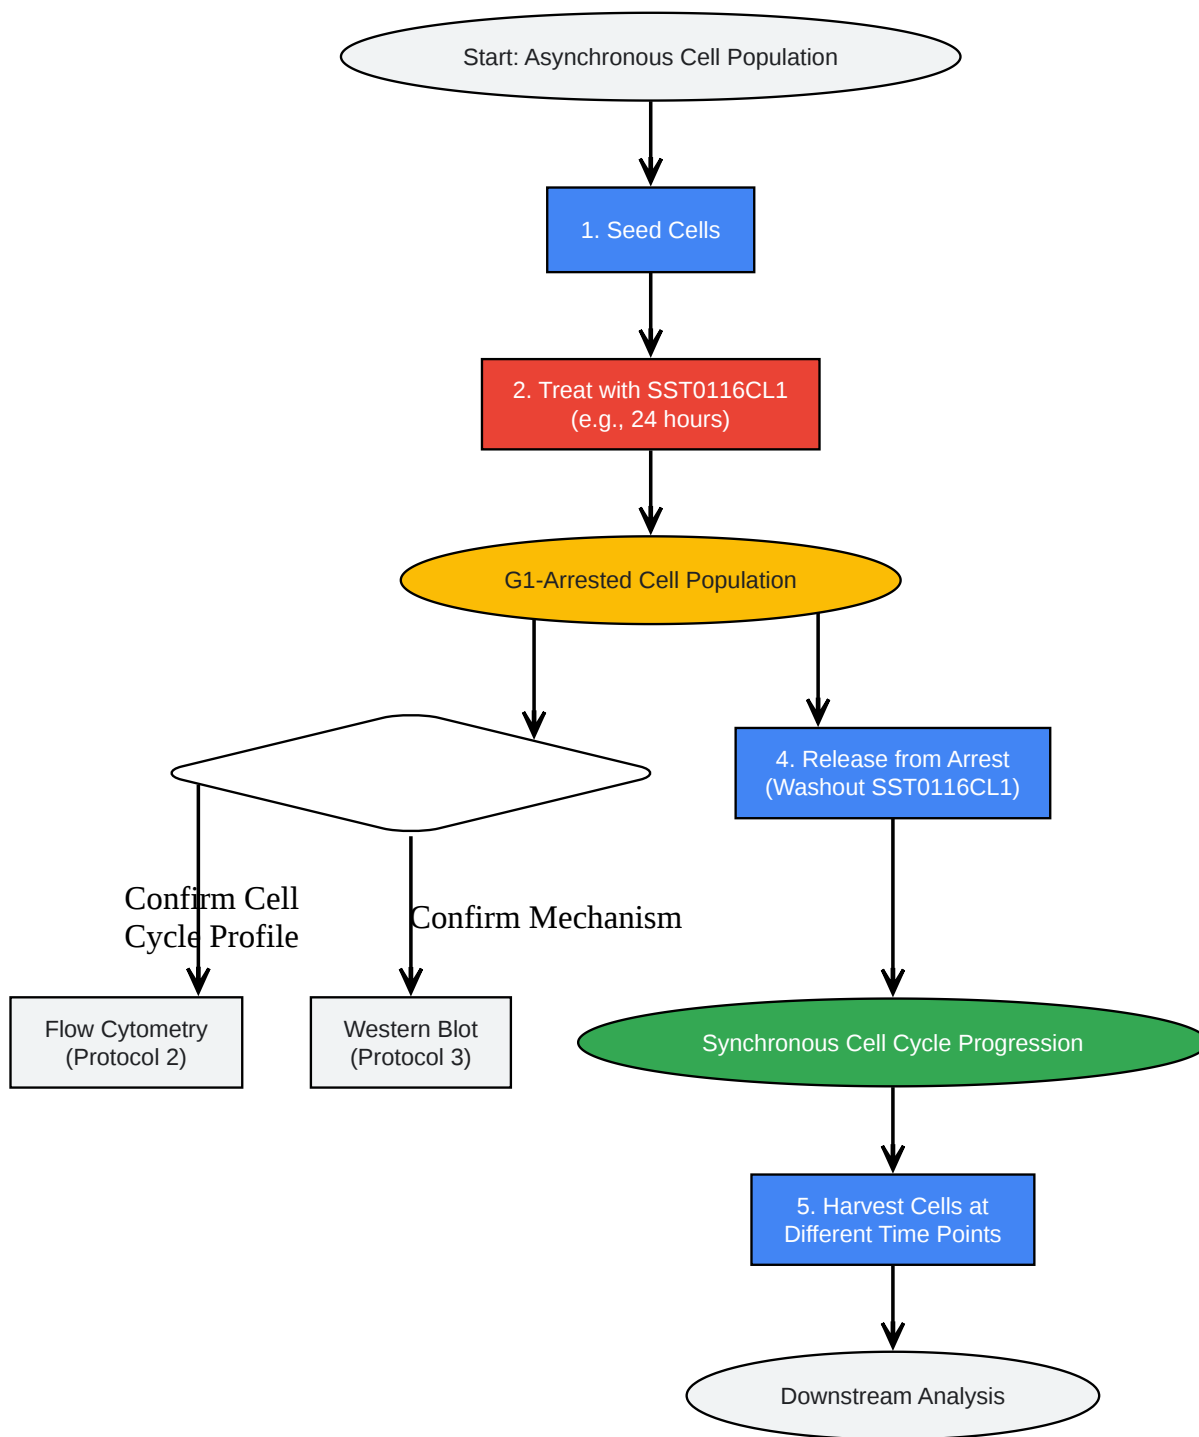 Start: Asynchronous Cell Population
1. Seed Cells
2. Treat with SST0116CL1
(e.g., 24 hours)
G1-Arrested Cell Population
4. Release from Arrest
(Washout SST0116CL1)
Confirm Cell
Cycle Profile
Confirm Mechanism
Flow Cytometry
(Protocol 2)
Western Blot
(Protocol 3)
Synchronous Cell Cycle Progression
5. Harvest Cells at
Different Time Points
Downstream Analysis